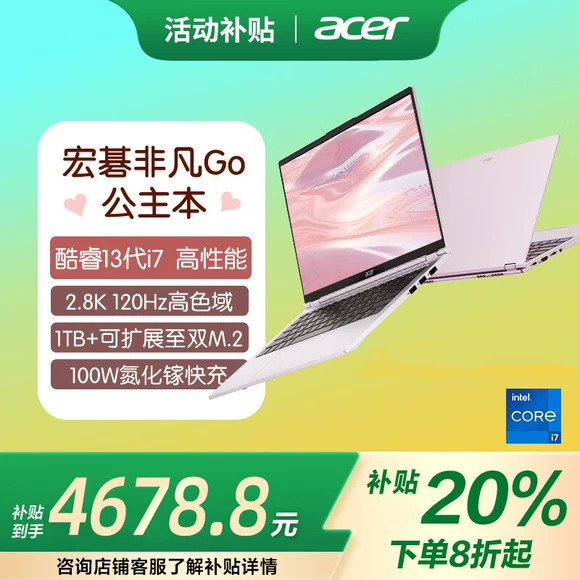 活动补贴 acer
宏碁非凡Go
公主本
酷睿13代i7 高性能
2.8K 120Hz高色域
1TB+可扩展至双M.2
100W氮化镓快充
acer
intel
CORE
i7
补贴
到手
4678.8元
补贴 20%
下单8折起
咨询店铺客服了解补贴详情